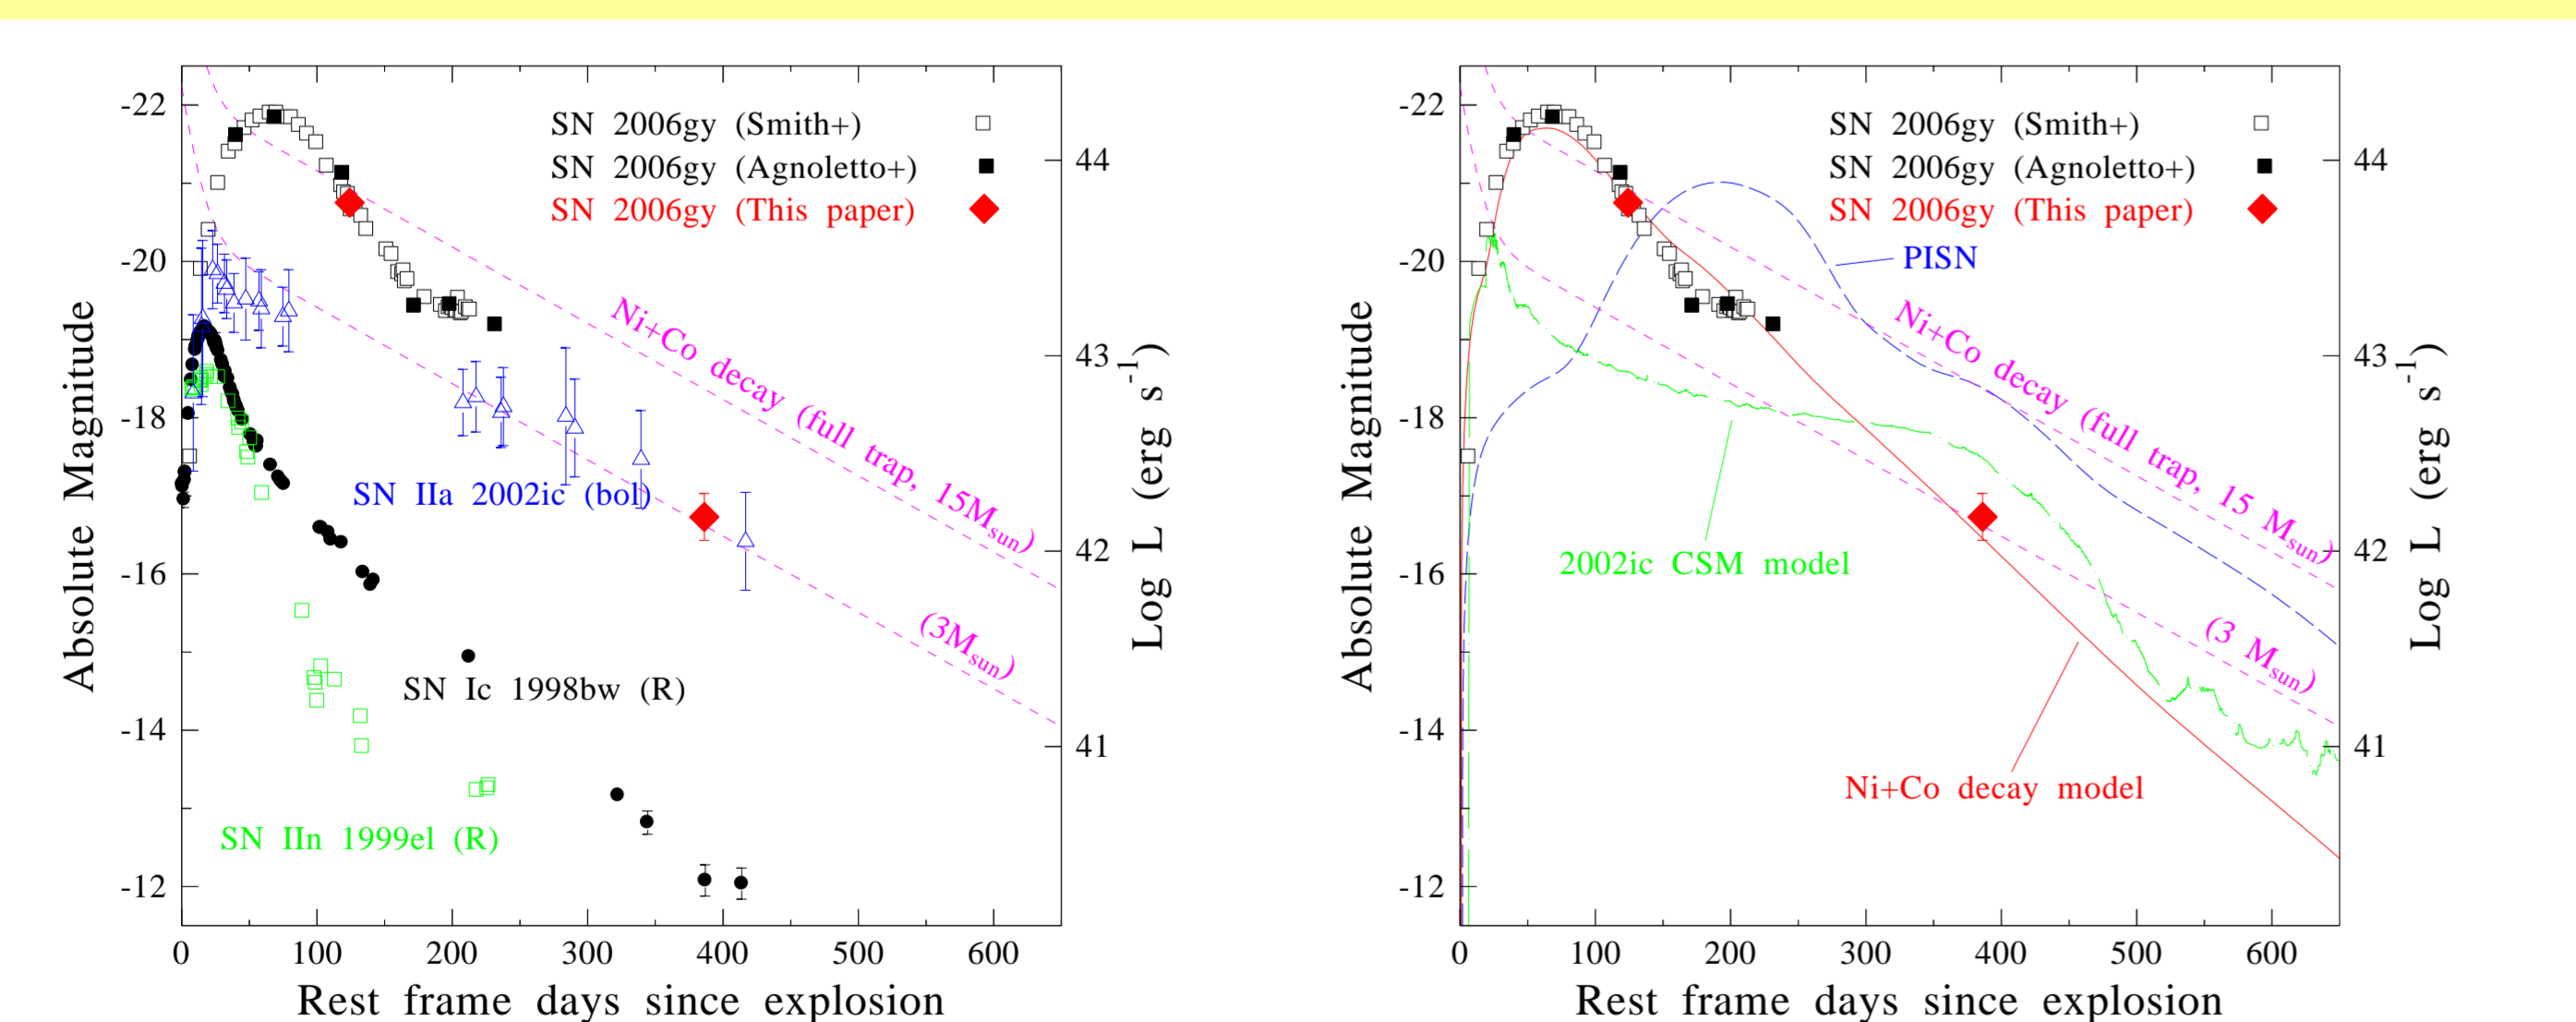 -22
-20
-18
-16
-14
-12
Absolute Magnitude
SN 2006gy (Smith+)
SN 2006gy (Agnoletto+)
SN 2006gy (This paper)
Ni+Co decay (full trap, 15Msun)
(3Msun)
SN IIa 2002ic (bol)
SN Ic 1998bw (R)
SN IIn 1999el (R)
44
43
42
41
Log L (erg s-1)
0 100 200 300 400 500 600
Rest frame days since explosion
-22
-20
-18
-16
-14
-12
Absolute Magnitude
SN 2006gy (Smith+)
SN 2006gy (Agnoletto+)
SN 2006gy (This paper)
PISN
Ni+Co decay (full trap, 15 Msun)
(3 Msun)
2002ic CSM model
Ni+Co decay model
44
43
42
41
Log L (erg s-1)
0 100 200 300 400 500 600
Rest frame days since explosion